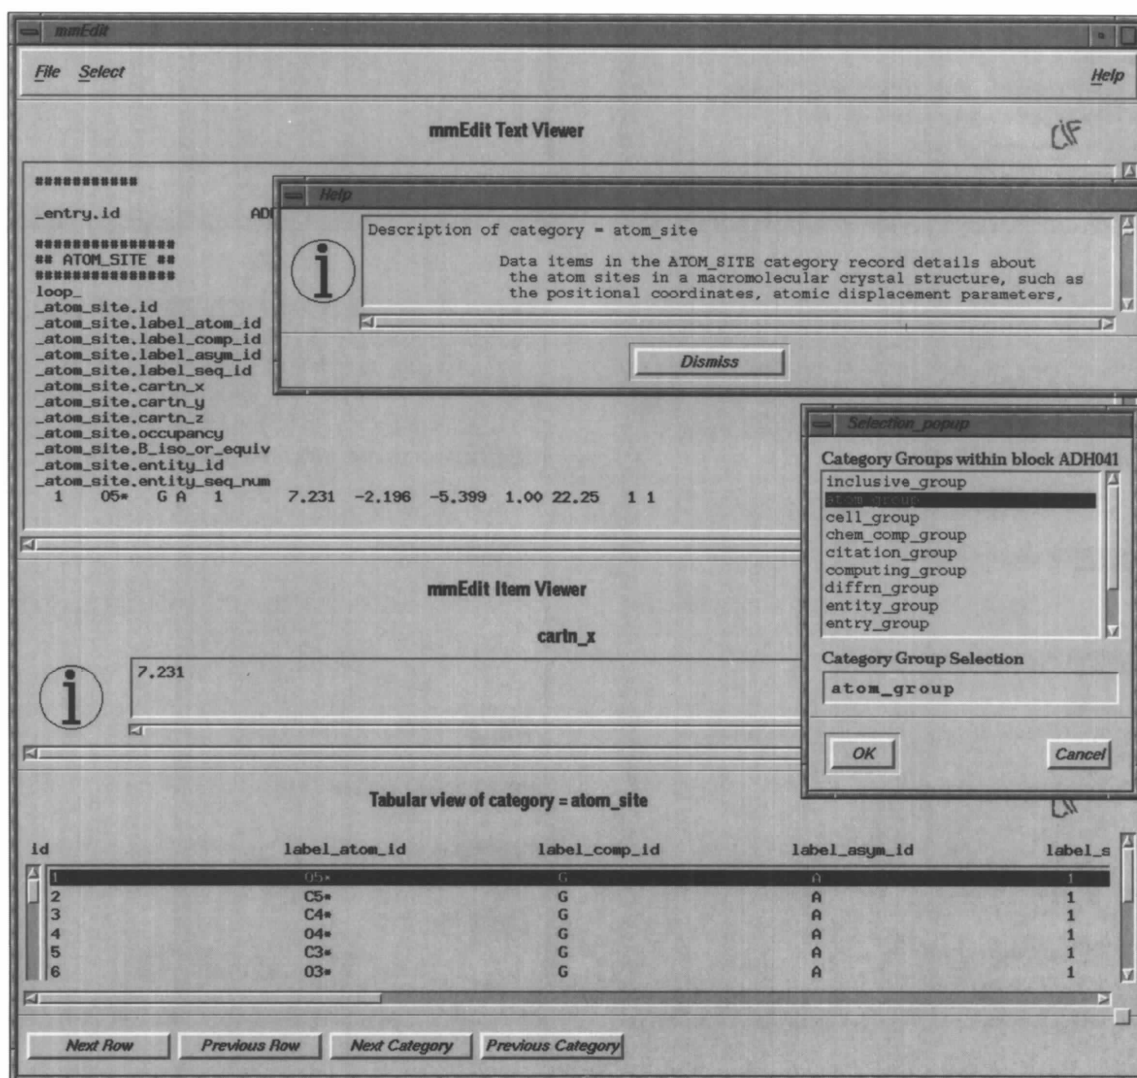 mmEdit
File Select Help
mmEdit Text Viewer
CIF
###########
_entry.id AD
###############
## ATOM_SITE ##
###############
loop_
_atom_site.id
_atom_site.label_atom_id
_atom_site.label_comp_id
_atom_site.label_asym_id
_atom_site.label_seq_id
_atom_site.cartn_x
_atom_site.cartn_y
_atom_site.cartn_z
_atom_site.occupancy
_atom_site.B_iso_or_equiv
_atom_site.entity_id
_atom_site.entity_seq_num
1 O5* G A 1 7.231 -2.196 -5.399 1.00 22.25 1 1
Help
i
Description of category = atom_site
Data items in the ATOM_SITE category record details about
the atom sites in a macromolecular crystal structure, such as
the positional coordinates, atomic displacement parameters,
Dismiss
Selection_popup
Category Groups within block ADH041
inclusive_group
atom_group
cell_group
chem_comp_group
citation_group
computing_group
diffrn_group
entity_group
entry_group
Category Group Selection
atom_group
OK Cancel
mmEdit Item Viewer
cartn_x
i
7.231
Tabular view of category = atom_site
id label_atom_id label_comp_id label_asym_id label_s
1 O5* G A 1
2 C5* G A 1
3 C4* G A 1
4 O4* G A 1
5 C3* G A 1
6 O3* G A 1
Next Row Previous Row Next Category Previous Category